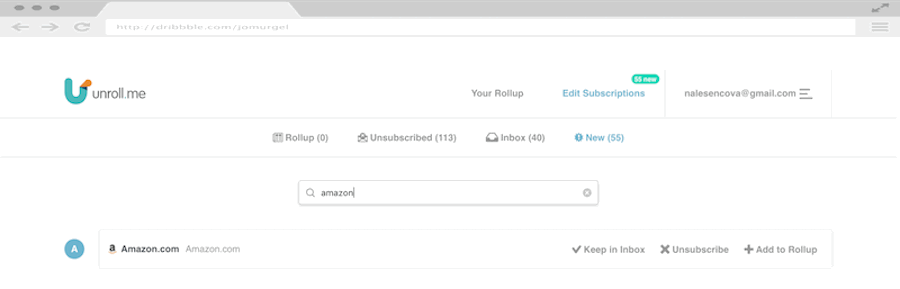 http://dribbble.com/jamurgel
55 new
unroll.me
Your Rollup
Edit Subscriptions
nalesencova@gmail.com
Rollup (0)
Unsubscribed (113)
Inbox (40)
New (55)
amazon
A
a
Amazon.com Amazon.com
Keep in Inbox
Unsubscribe
Add to Rollup